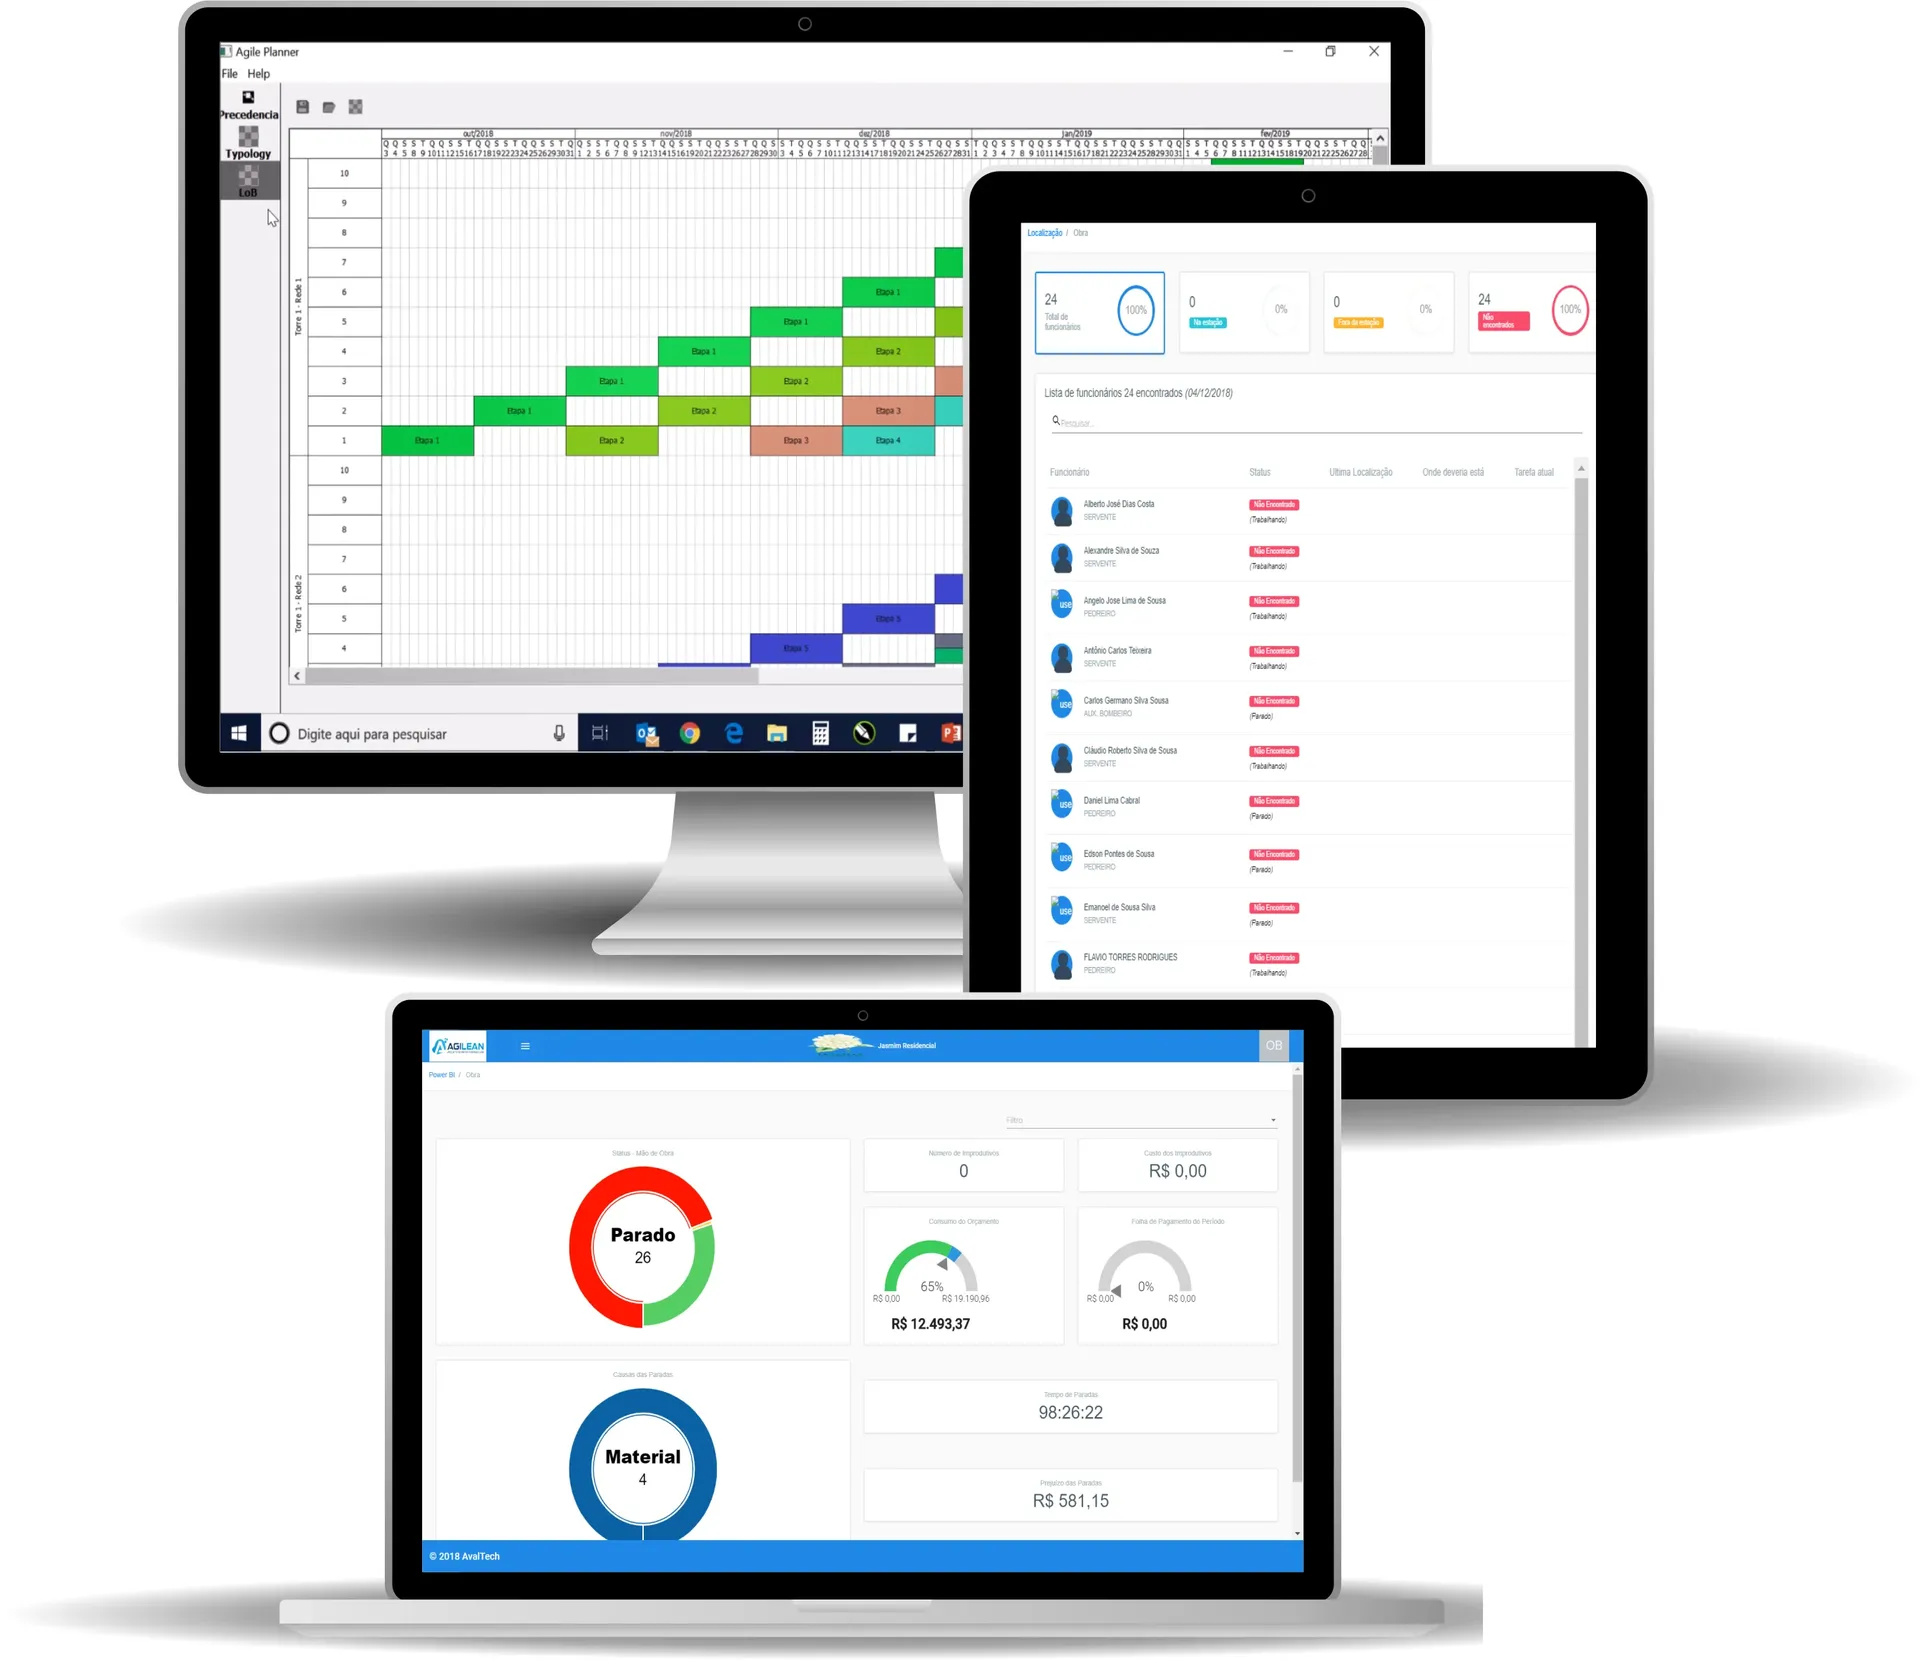 Agile Planner
File Help
Precedencia
Typology
LoB
out/2018 nov/2018 dez/2018 jan/2019 fev/2019
Torre 1 - Rede 1
10
9
8
7
6 Etapa 1
5 Etapa 1
4 Etapa 1 Etapa 2
3 Etapa 1 Etapa 2
2 Etapa 1 Etapa 2 Etapa 3
1 Etapa 1 Etapa 2 Etapa 3 Etapa 4
Torre 1 - Rede 2
10
9
8
7
6
5 Etapa 5
4 Etapa 5
Digite aqui para pesquisar
Localização / Obra
24 Total de funcionários 100%
0 Na estação 0%
0 Fora da estação 0%
24 Não encontrados 100%
Lista de funcionários 24 encontrados (04/12/2018)
Pesquisar...
Funcionário Status Ultima Localização Onde deveria está Tarefa atual
Alberto José Dias Costa Não Encontrado
SERVENTE (Trabalhando)
Alexandre Silva de Souza Não Encontrado
SERVENTE (Trabalhando)
use Angelo Jose Lima de Sousa Não Encontrado
PEDREIRO (Trabalhando)
Antônio Carlos Teixeira Não Encontrado
SERVENTE (Trabalhando)
use Carlos Germano Silva Sousa Não Encontrado
AUX. BOMBEIRO (Parado)
Cláudio Roberto Silva de Sousa Não Encontrado
SERVENTE (Trabalhando)
use Daniel Lima Cabral Não Encontrado
PEDREIRO (Parado)
use Edson Pontes de Sousa Não Encontrado
PEDREIRO (Parado)
use Emanoel de Sousa Silva Não Encontrado
SERVENTE (Parado)
FLAVIO TORRES RODRIGUES Não Encontrado
PEDREIRO (Trabalhando)
AGILEAN
Jasmim Residencial
OB
Power BI / Obra
Filtro
Status - Mão de Obra
Parado
26
Número de Improdutivos
0
Custo dos Improdutivos
R$ 0,00
Consumo do Orçamento
65%
R$ 0,00 R$ 19.190,96
R$ 12.493,37
Folha de Pagamento do Período
0%
R$ 0,00 R$ 0,00
R$ 0,00
Causas das Paradas
Material
4
Tempo de Paradas
98:26:22
Prejuízo das Paradas
R$ 581,15
© 2018 AvalTech